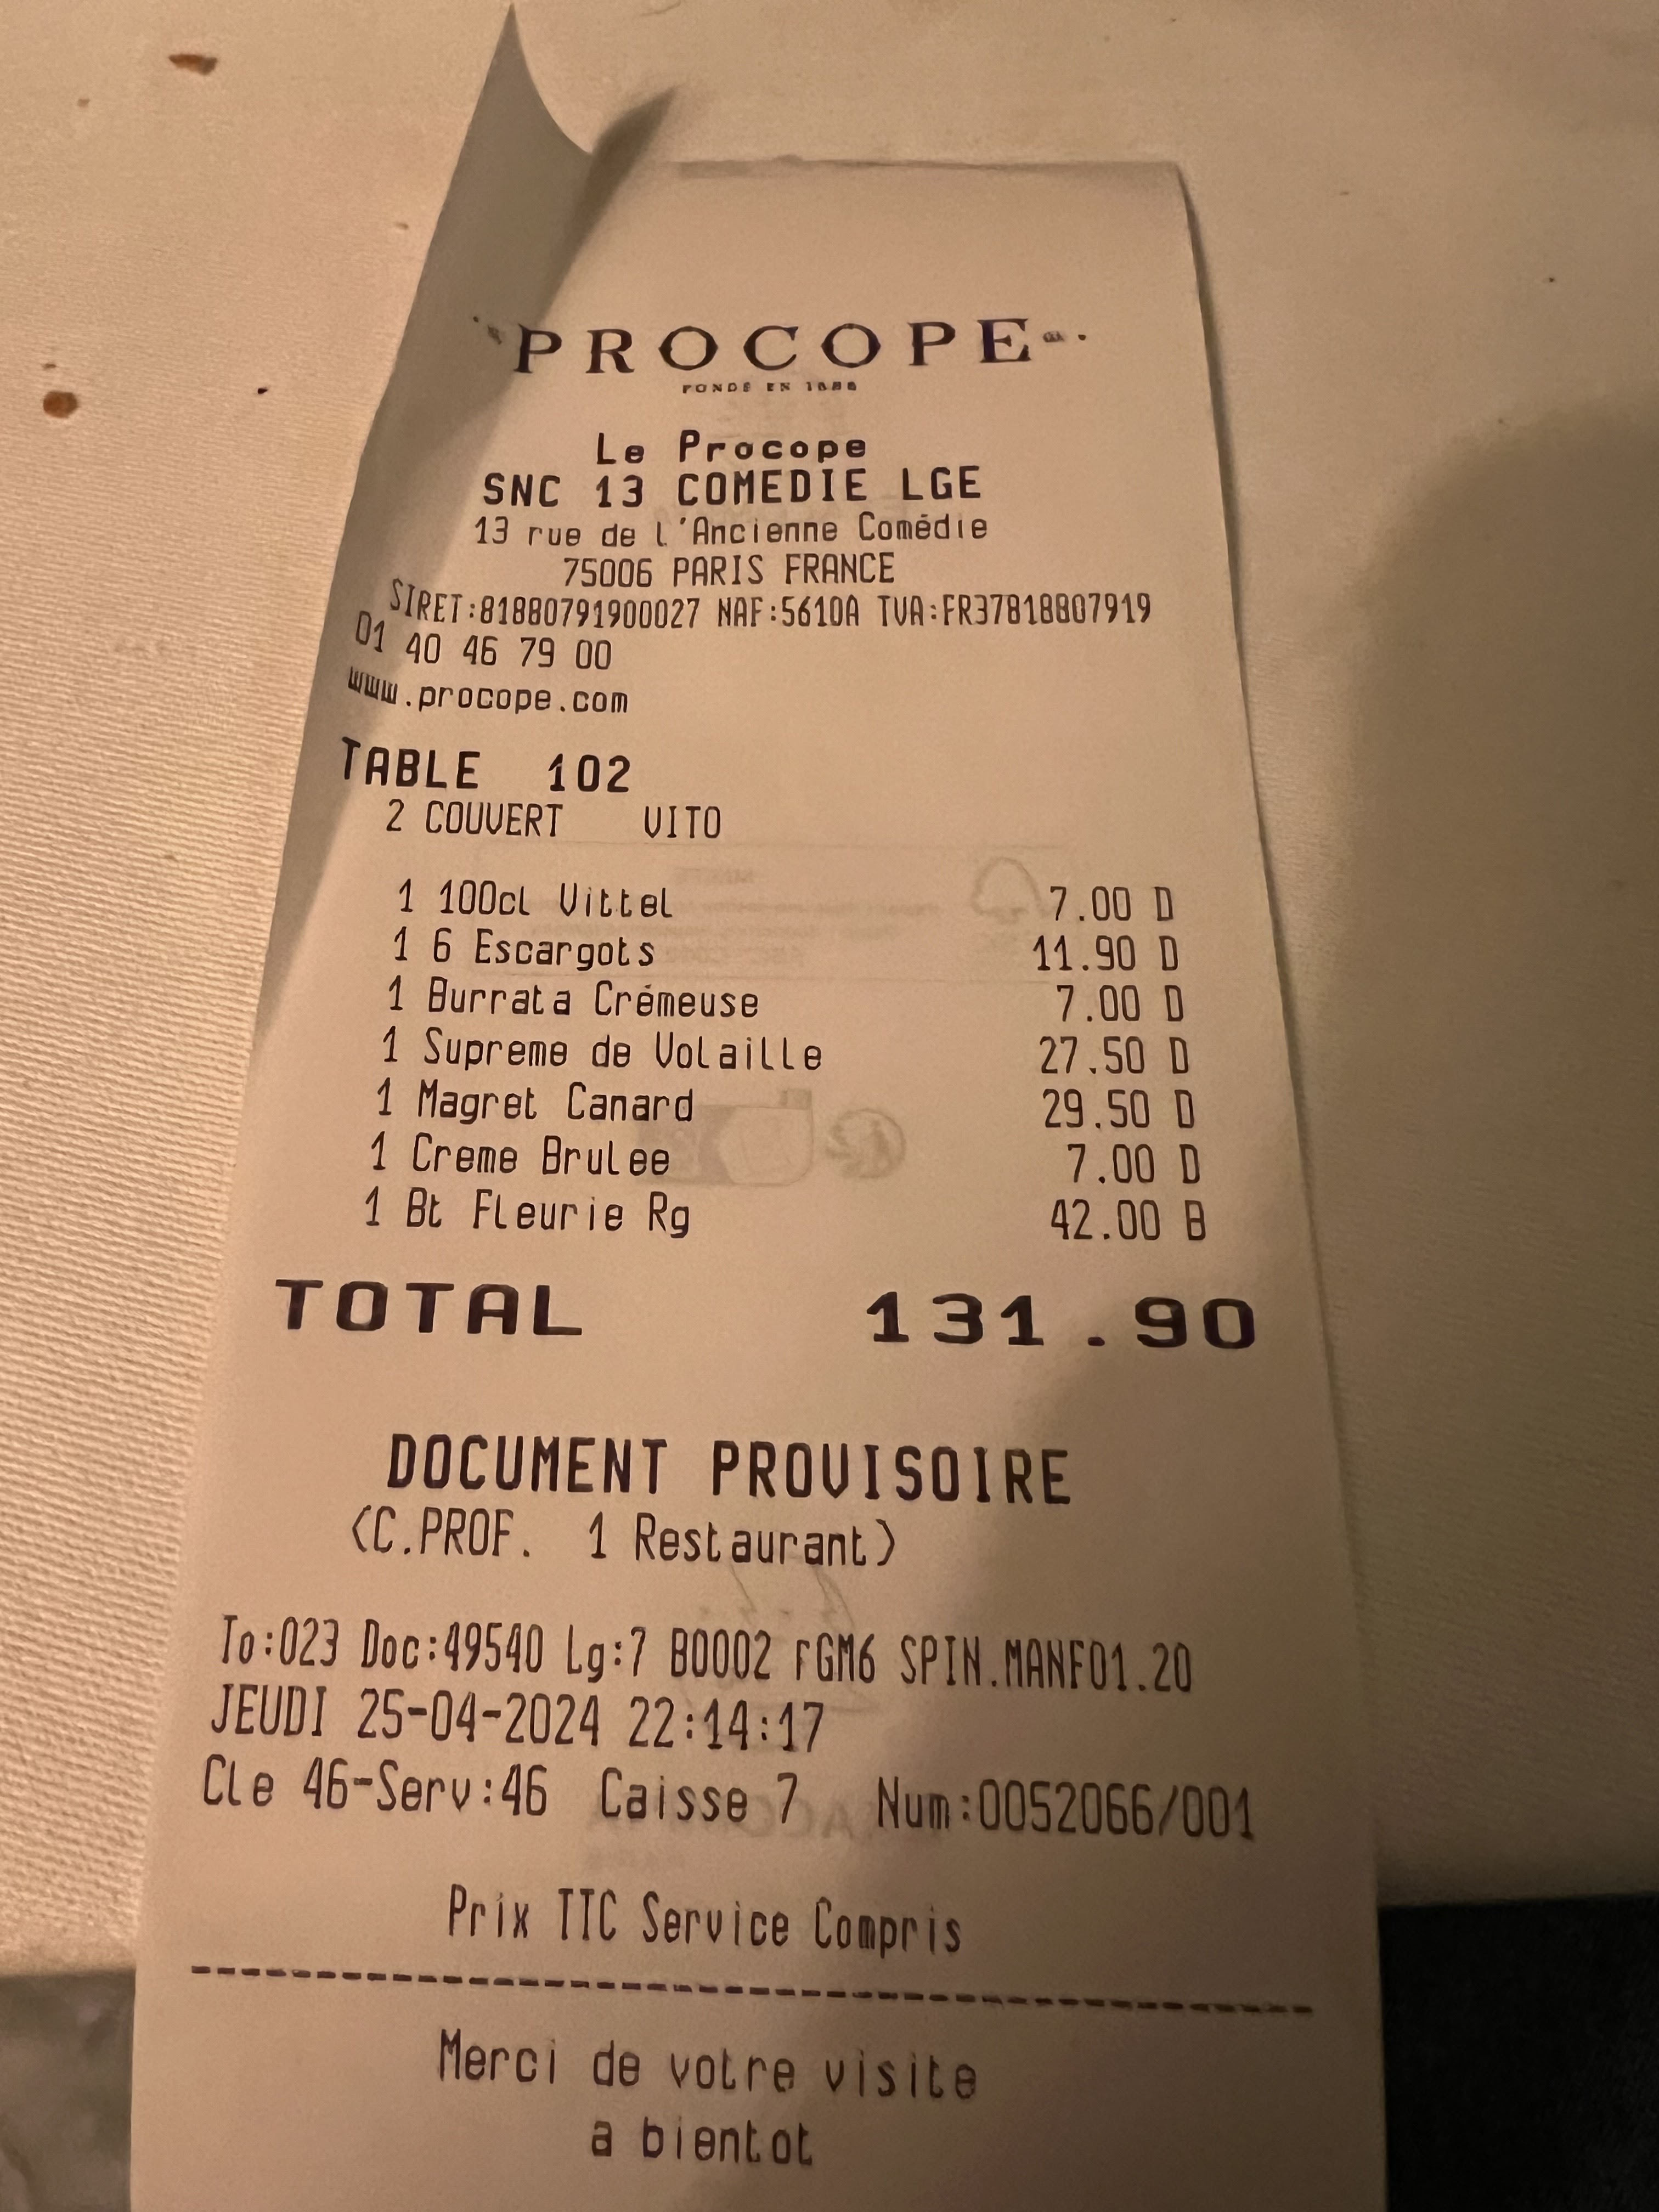 PROCOPE
FONDÉ EN 1686
Le Procope
SNC 13 COMEDIE LGE
13 rue de l'Ancienne Comédie
75006 PARIS FRANCE
SIRET:81880791900027 NAF:5610A TVA:FR37818807919
01 40 46 79 00
www.procope.com
TABLE 102
2 COUVERT VITO
1 100cl Vittel 7.00 D
1 6 Escargots 11.90 D
1 Burrata Crémeuse 7.00 D
1 Supreme de Volaille 27.50 D
1 Magret Canard 29.50 D
1 Creme Brulee 7.00 D
1 Bt Fleurie Rg 42.00 B
TOTAL 131.90
DOCUMENT PROVISOIRE
(C.PROF. 1 Restaurant)
To:023 Doc:49540 Lg:7 B0002 rGM6 SPIN.MANF01.20
JEUDI 25-04-2024 22:14:17
Cle 46-Serv:46 Caisse 7 Num:0052066/001
Prix TTC Service Compris
Merci de votre visite
a bientot